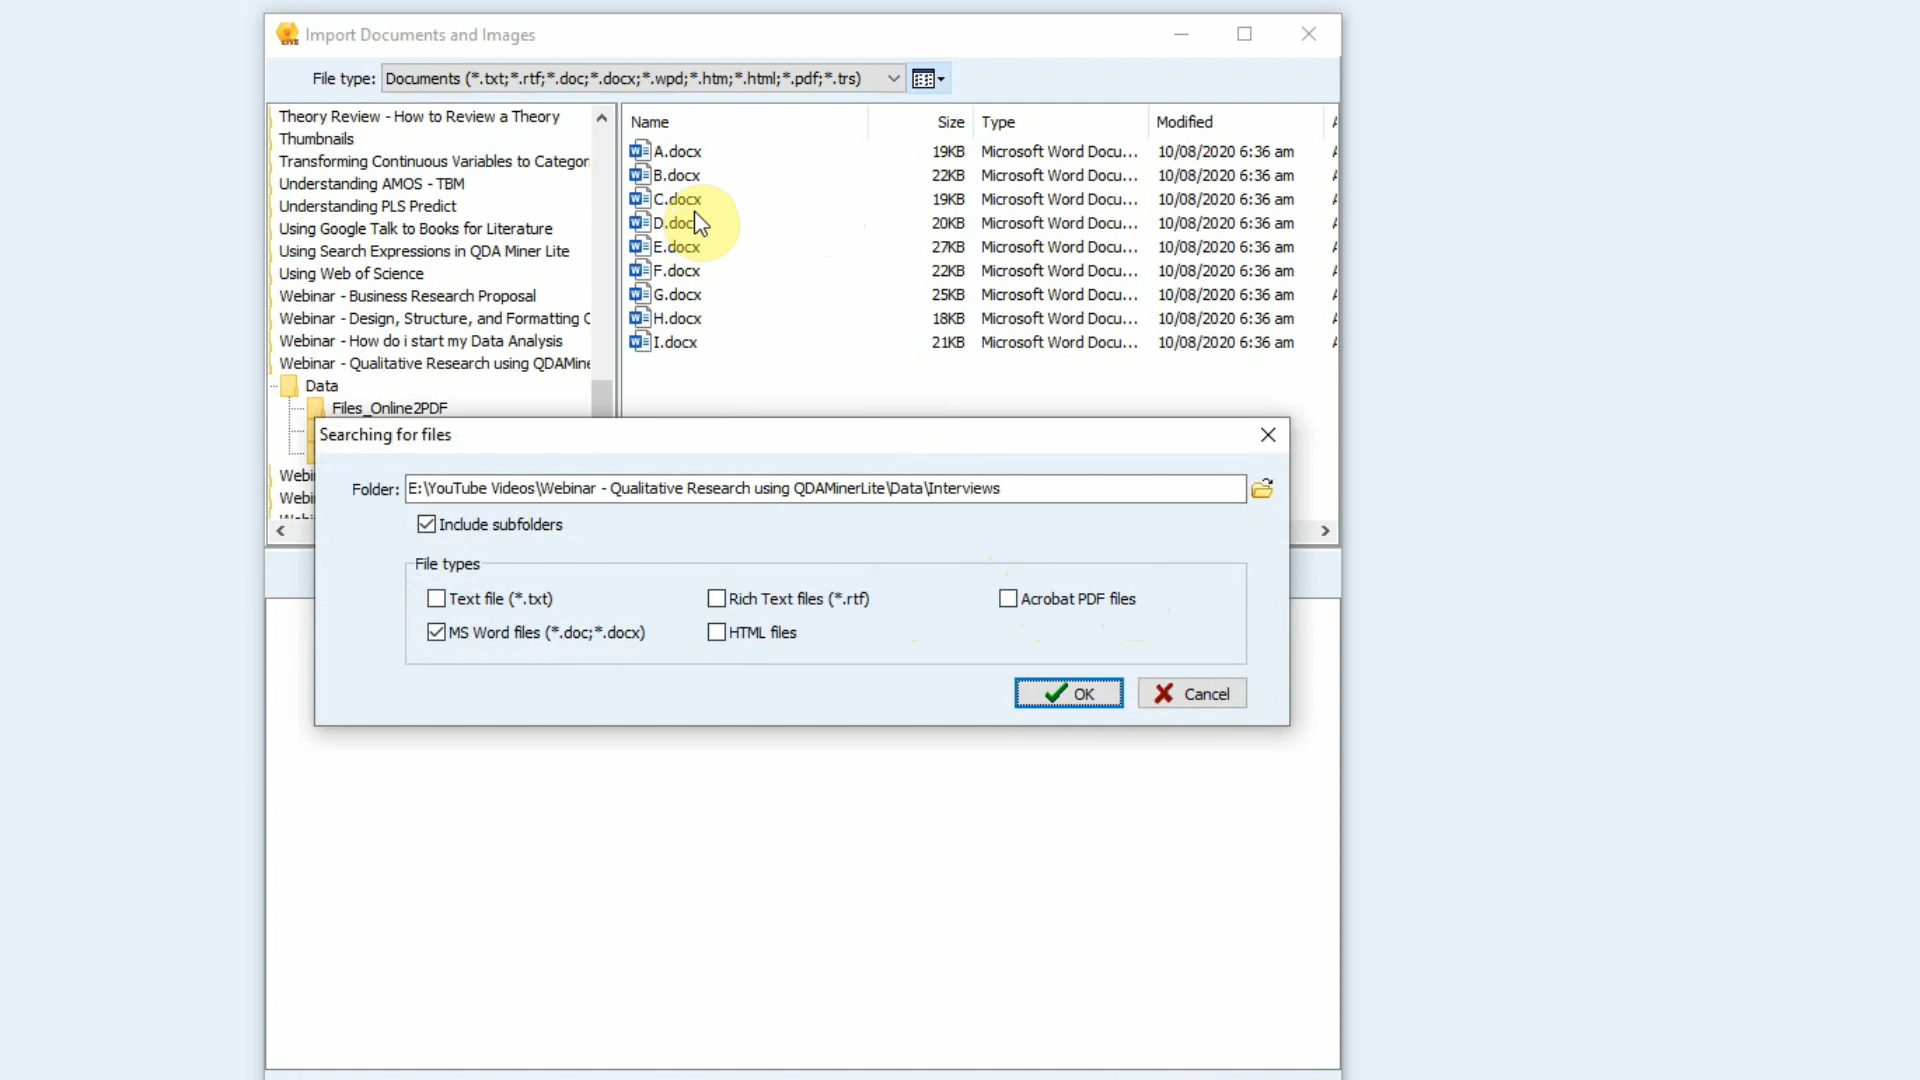 Import Documents and Images
File type: Documents (*.txt;*.rtf;*.doc;*.docx;*.wpd;*.htm;*.html;*.pdf;*.trs)
Theory Review - How to Review a Theory
Thumbnails
Transforming Continuous Variables to Categor
Understanding AMOS - TBM
Understanding PLS Predict
Using Google Talk to Books for Literature
Using Search Expressions in QDA Miner Lite
Using Web of Science
Webinar - Business Research Proposal
Webinar - Design, Structure, and Formatting
Webinar - How do i start my Data Analysis
Webinar - Qualitative Research using QDAMine
Data
Files_Online2PDF
Webi
Webi
Name Size Type Modified
A.docx 19KB Microsoft Word Docu... 10/08/2020 6:36 am
B.docx 22KB Microsoft Word Docu... 10/08/2020 6:36 am
C.docx 19KB Microsoft Word Docu... 10/08/2020 6:36 am
D.docx 20KB Microsoft Word Docu... 10/08/2020 6:36 am
E.docx 27KB Microsoft Word Docu... 10/08/2020 6:36 am
F.docx 22KB Microsoft Word Docu... 10/08/2020 6:36 am
G.docx 25KB Microsoft Word Docu... 10/08/2020 6:36 am
H.docx 18KB Microsoft Word Docu... 10/08/2020 6:36 am
I.docx 21KB Microsoft Word Docu... 10/08/2020 6:36 am
Searching for files
Folder: E:\YouTube Videos\Webinar - Qualitative Research using QDAMinerLite\Data\Interviews
Include subfolders
File types
Text file (*.txt) Rich Text files (*.rtf) Acrobat PDF files
MS Word files (*.doc;*.docx) HTML files
OK Cancel